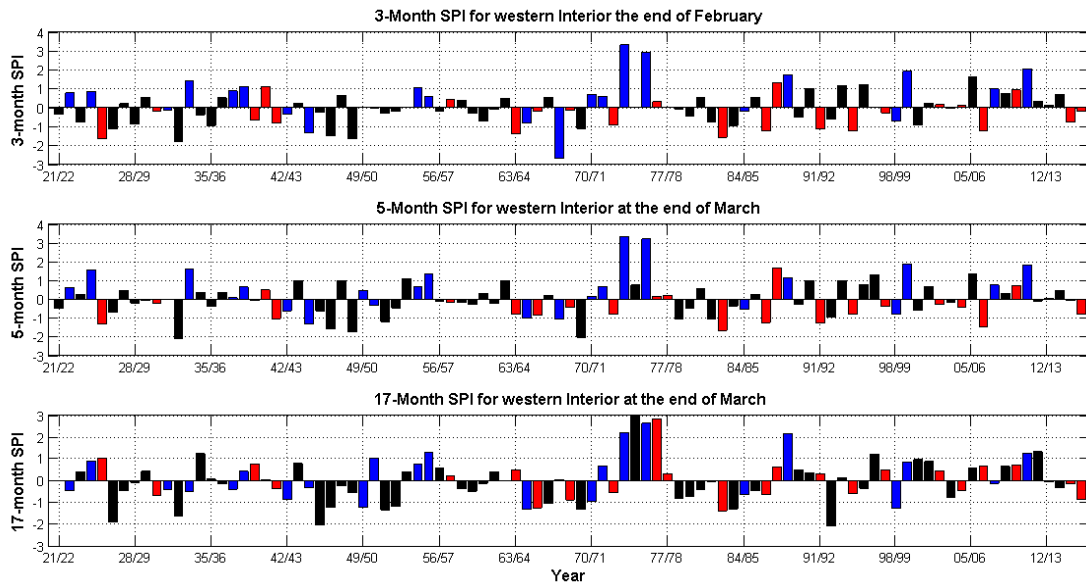 3-Month SPI for western Interior the end of February
3-month SPI
4
3
2
1
0
-1
-2
-3
21/22 28/29 35/36 42/43 49/50 56/57 63/64 70/71 77/78 84/85 91/92 98/99 05/06 12/13
5-Month SPI for western Interior at the end of March
5-month SPI
4
3
2
1
0
-1
-2
-3
21/22 28/29 35/36 42/43 49/50 56/57 63/64 70/71 77/78 84/85 91/92 98/99 05/06 12/13
17-Month SPI for western Interior at the end of March
17-month SPI
3
2
1
0
-1
-2
-3
21/22 28/29 35/36 42/43 49/50 56/57 63/64 70/71 77/78 84/85 91/92 98/99 05/06 12/13
Year